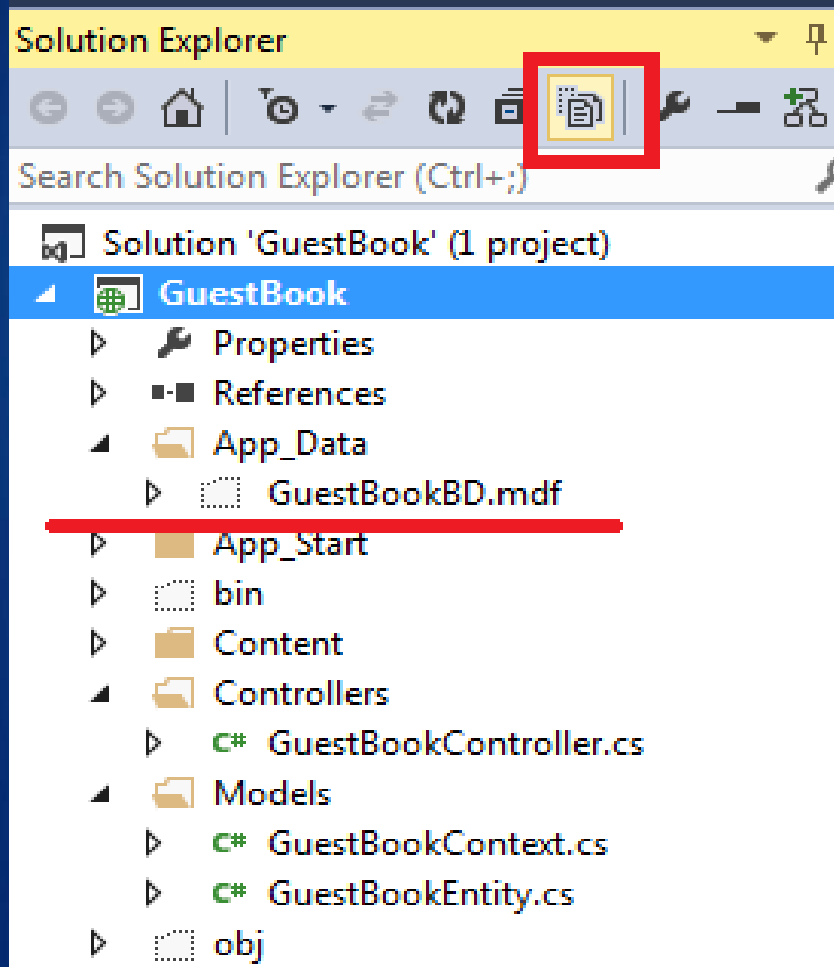 Solution Explorer
Search Solution Explorer (Ctrl+;)
Solution 'GuestBook' (1 project)
GuestBook
Properties
References
App_Data
GuestBookBD.mdf
App_Start
bin
Content
Controllers
C# GuestBookController.cs
Models
C# GuestBookContext.cs
C# GuestBookEntity.cs
obj